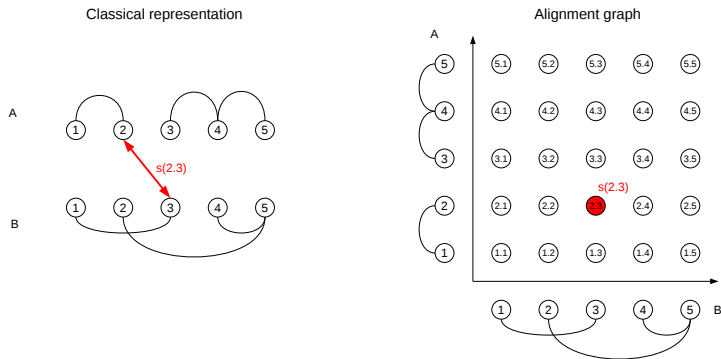 Classical representation
A
1 2 3 4 5
s(2.3)
1 2 3 4 5
B
Alignment graph
A
5 5.1 5.2 5.3 5.4 5.5
4 4.1 4.2 4.3 4.4 4.5
3 3.1 3.2 3.3 3.4 3.5
s(2.3)
2 2.1 2.2 2.3 2.4 2.5
1 1.1 1.2 1.3 1.4 1.5
1 2 3 4 5 B